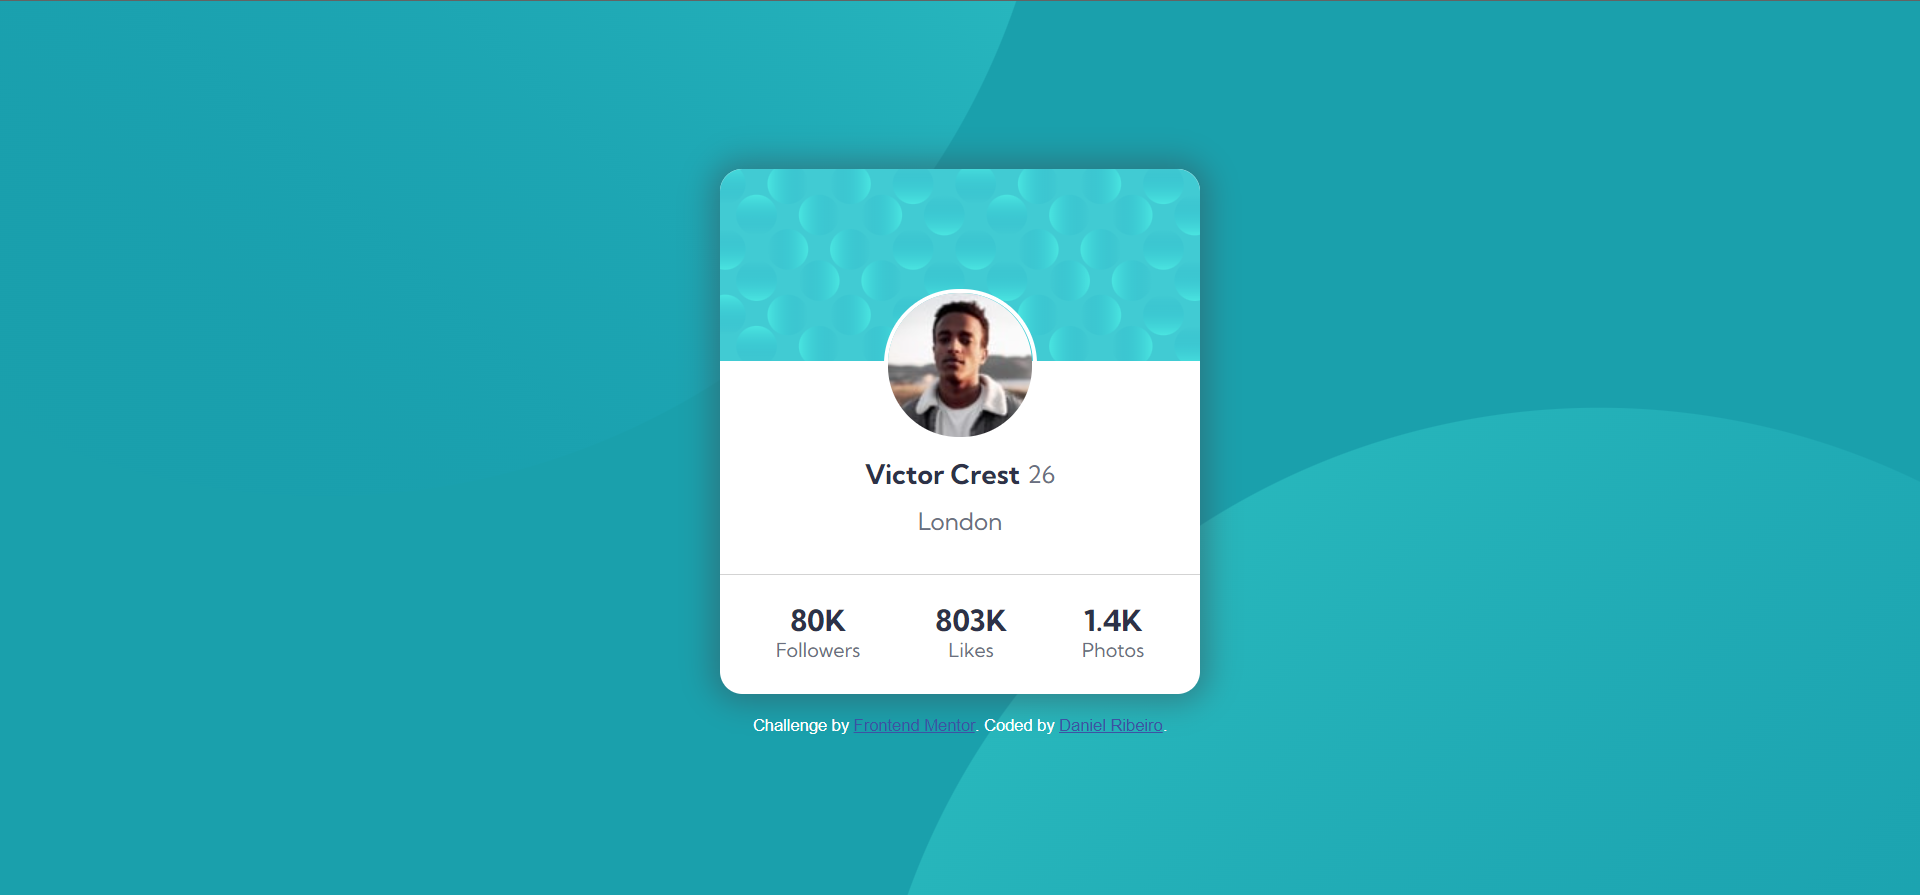 Victor Crest 26
London
80K 803K 1.4K
Followers Likes Photos
Challenge by Frontend Mentor. Coded by Daniel Ribeiro.